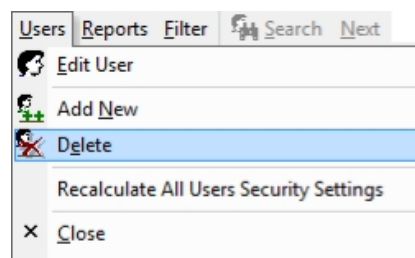 Users Reports Filter Search Next
Edit User
Add New
Delete
Recalculate All Users Security Settings
Close